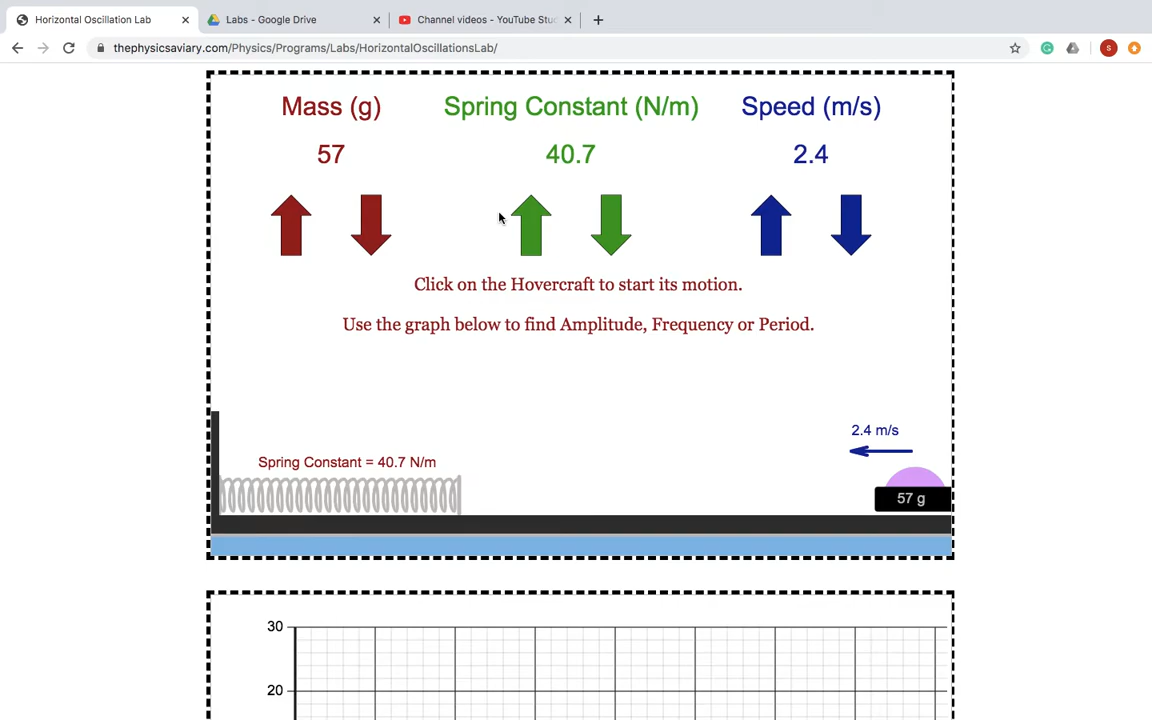 Horizontal Oscillation Lab
Labs - Google Drive
Channel videos - YouTube Stu
thephysicsaviary.com/Physics/Programs/Labs/HorizontalOscillationsLab/
S
Mass (g) Spring Constant (N/m) Speed (m/s)
57 40.7 2.4
Click on the Hovercraft to start its motion.
Use the graph below to find Amplitude, Frequency or Period.
2.4 m/s
Spring Constant = 40.7 N/m
57 g
30
20